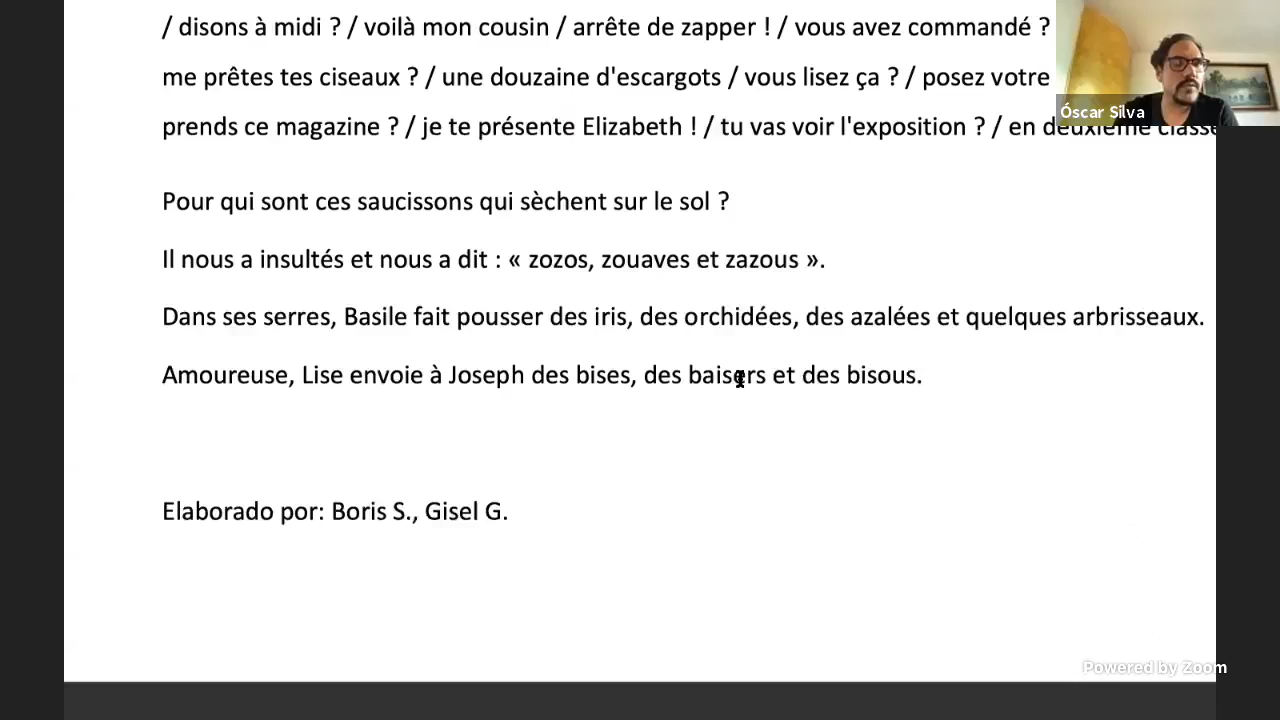 / disons à midi ? / voilà mon cousin / arrête de zapper ! / vous avez commandé ?
me prêtes tes ciseaux ? / une douzaine d'escargots / vous lisez ça ? / posez votre
Óscar Silva
prends ce magazine ? / je te présente Elizabeth ! / tu vas voir l'exposition ? / en deuxième classe
Pour qui sont ces saucissons qui sèchent sur le sol ?
Il nous a insultés et nous a dit : « zozos, zouaves et zazous ».
Dans ses serres, Basile fait pousser des iris, des orchidées, des azalées et quelques arbrisseaux.
Amoureuse, Lise envoie à Joseph des bises, des baisers et des bisous.
Elaborado por: Boris S., Gisel G.
Powered by Zoom